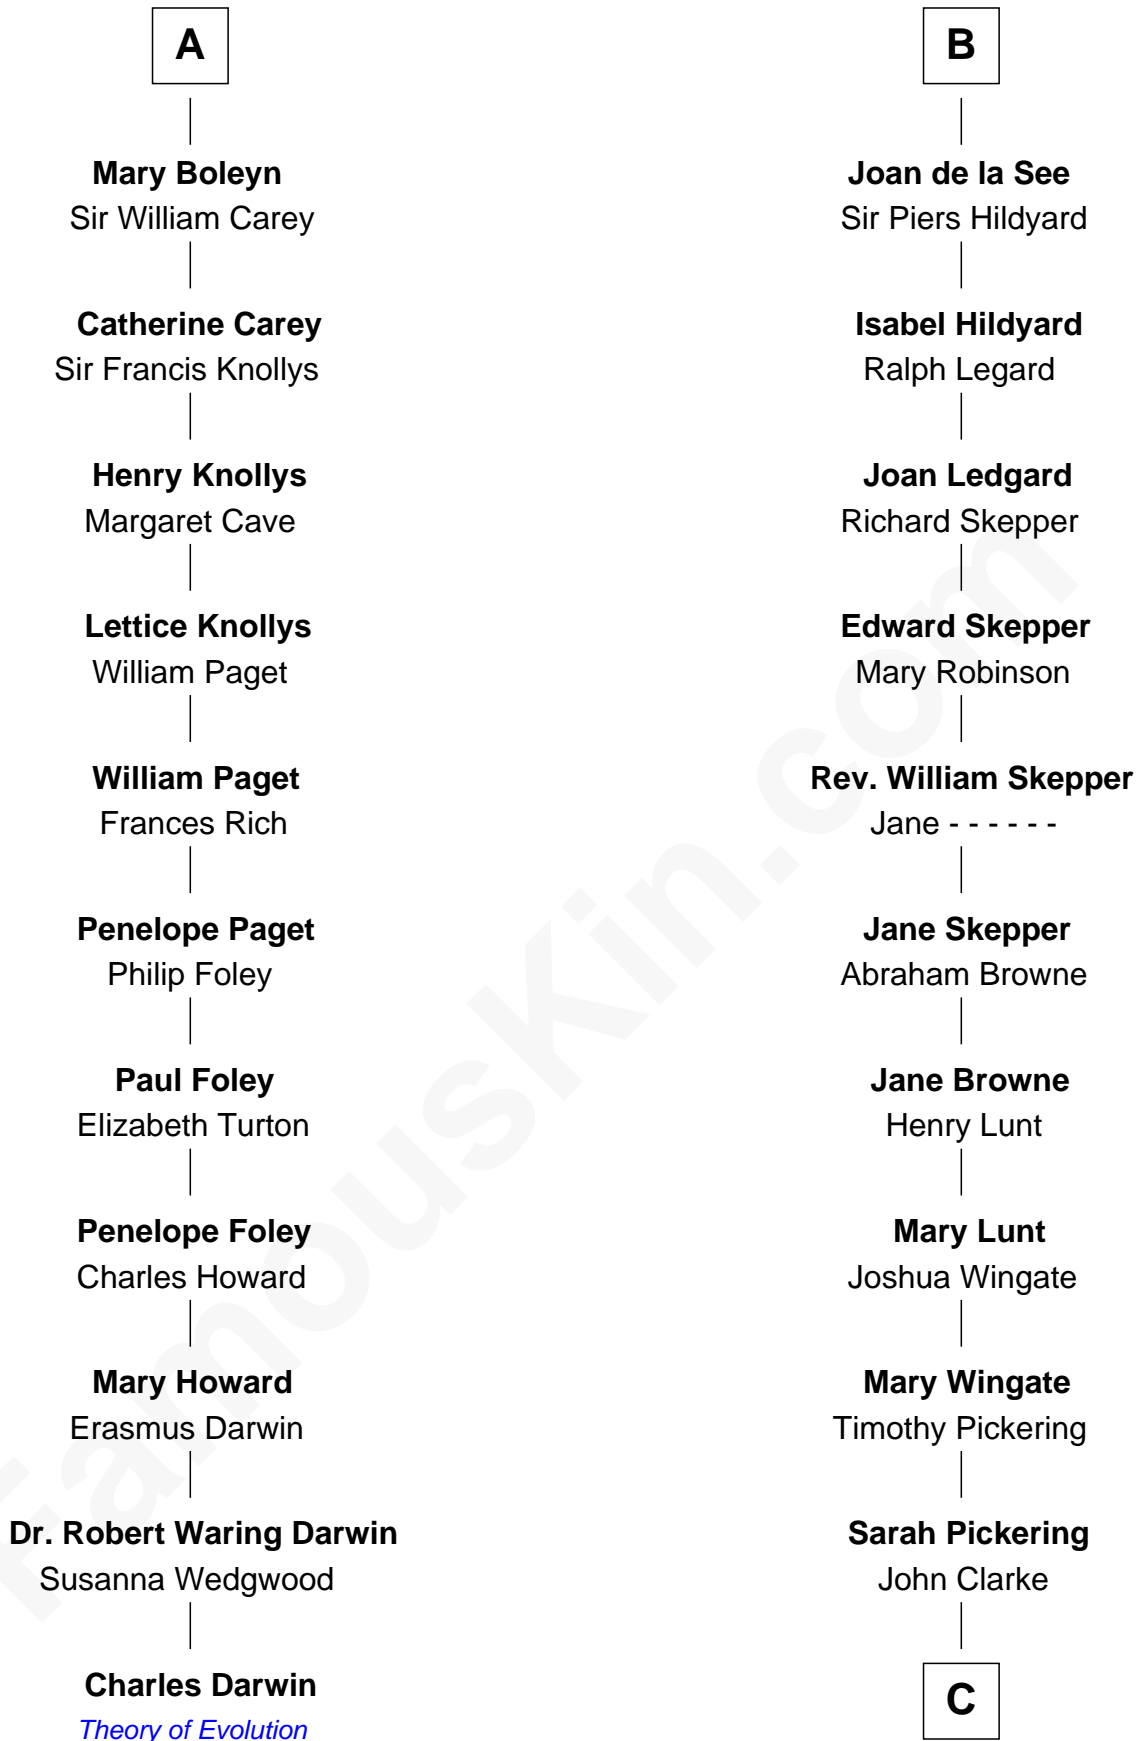 A
Mary Boleyn
Sir William Carey
Catherine Carey
Sir Francis Knollys
Henry Knollys
Margaret Cave
Lettice Knollys
William Paget
William Paget
Frances Rich
Penelope Paget
Philip Foley
Paul Foley
Elizabeth Turton
Penelope Foley
Charles Howard
Mary Howard
Erasmus Darwin
Dr. Robert Waring Darwin
Susanna Wedgwood
Charles Darwin
Theory of Evolution
B
Joan de la See
Sir Piers Hildyard
Isabel Hildyard
Ralph Legard
Joan Ledgard
Richard Skepper
Edward Skepper
Mary Robinson
Rev. William Skepper
Jane - - - - - -
Jane Skepper
Abraham Browne
Jane Browne
Henry Lunt
Mary Lunt
Joshua Wingate
Mary Wingate
Timothy Pickering
Sarah Pickering
John Clarke
C
FamousKin.com